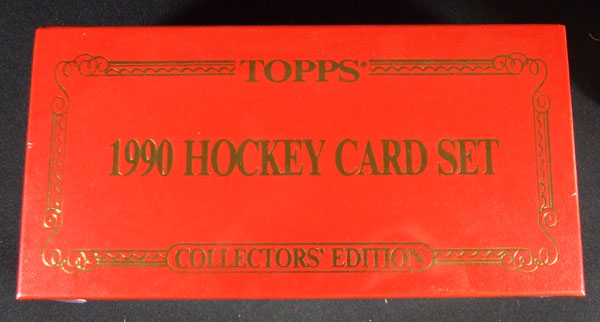 TOPPS®
1990 HOCKEY CARD SET
COLLECTORS' EDITION